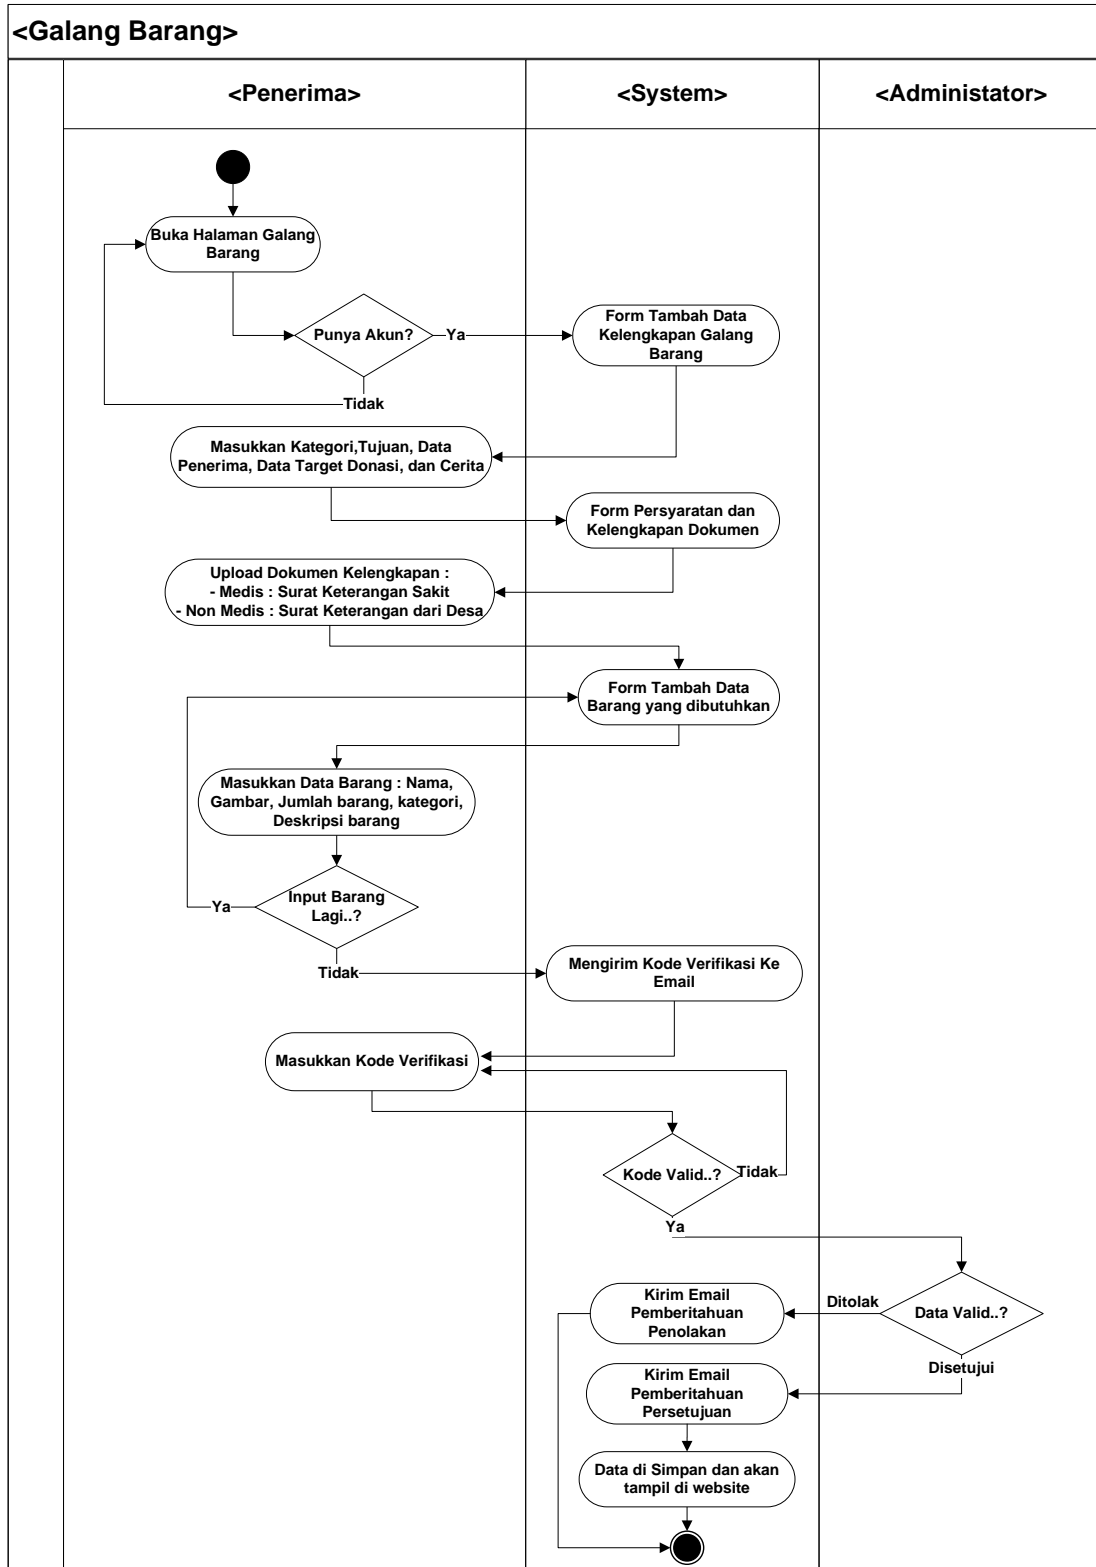 <Galang Barang>
<Penerima>
<System>
<Administator>
Buka Halaman Galang
Barang
Punya Akun?
Ya
Tidak
Form Tambah Data
Kelengkapan Galang
Barang
Masukkan Kategori,Tujuan, Data
Penerima, Data Target Donasi, dan Cerita
Form Persyaratan dan
Kelengkapan Dokumen
Upload Dokumen Kelengkapan :
- Medis : Surat Keterangan Sakit
- Non Medis : Surat Keterangan dari Desa
Form Tambah Data
Barang yang dibutuhkan
Masukkan Data Barang : Nama,
Gambar, Jumlah barang, kategori,
Deskripsi barang
Input Barang
Lagi..?
Ya
Tidak
Mengirim Kode Verifikasi Ke
Email
Masukkan Kode Verifikasi
Kode Valid..?
Tidak
Ya
Data Valid..?
Ditolak
Disetujui
Kirim Email
Pemberitahuan
Penolakan
Kirim Email
Pemberitahuan
Persetujuan
Data di Simpan dan akan
tampil di website